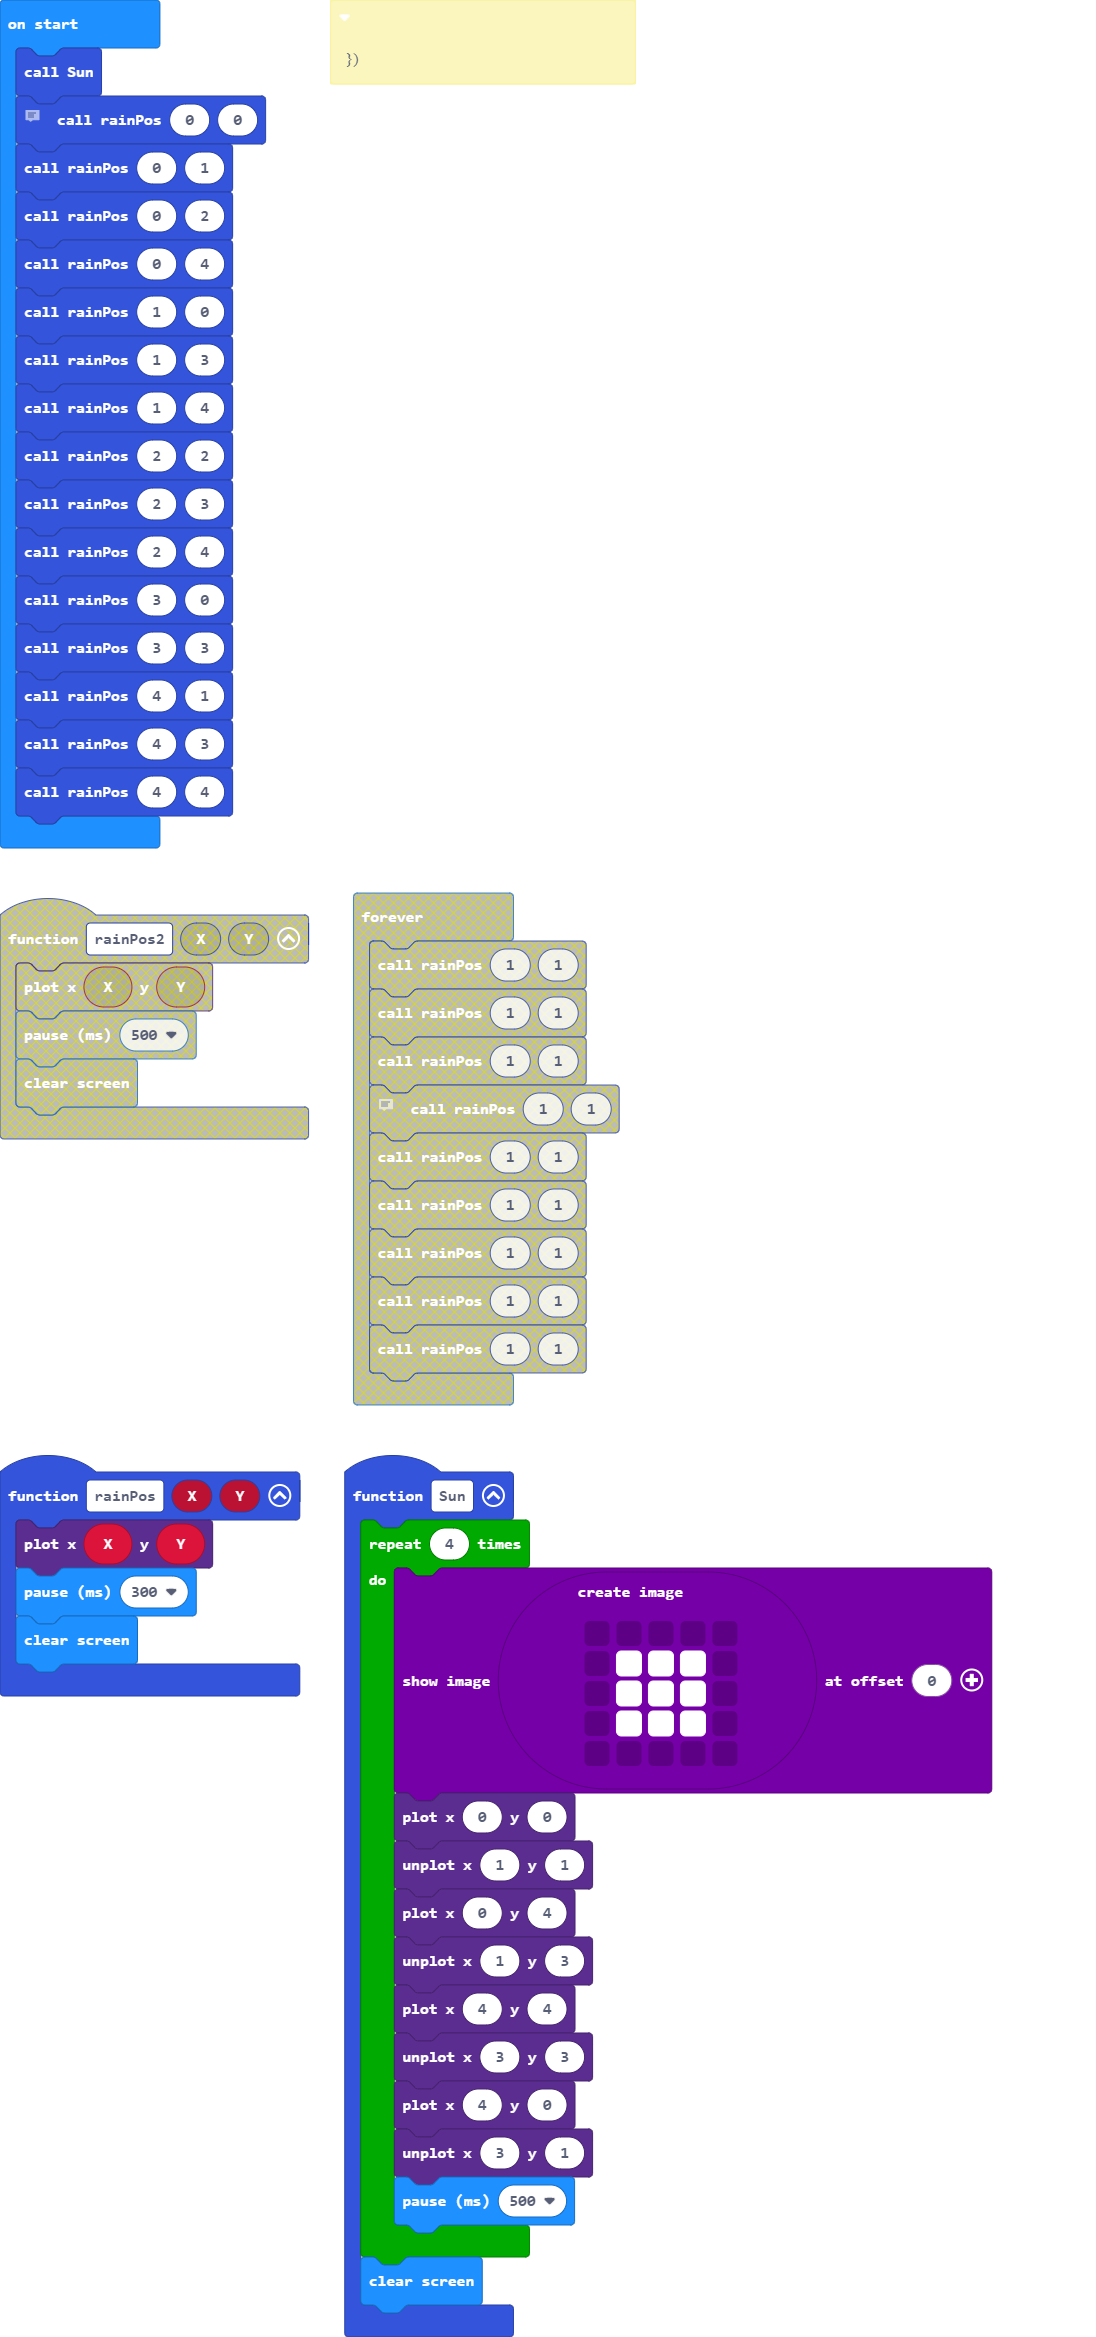 on start
call Sun
call rainPos 0 0
call rainPos 0 1
call rainPos 0 2
call rainPos 0 4
call rainPos 1 0
call rainPos 1 3
call rainPos 1 4
call rainPos 2 2
call rainPos 2 3
call rainPos 2 4
call rainPos 3 0
call rainPos 3 3
call rainPos 4 1
call rainPos 4 3
call rainPos 4 4
})
function rainPos2 X Y
plot x X y Y
pause (ms) 500
clear screen
forever
call rainPos 1 1
call rainPos 1 1
call rainPos 1 1
call rainPos 1 1
call rainPos 1 1
call rainPos 1 1
call rainPos 1 1
call rainPos 1 1
call rainPos 1 1
function rainPos X Y
plot x X y Y
pause (ms) 300
clear screen
function Sun
repeat 4 times
do
create image
show image at offset 0
plot x 0 y 0
unplot x 1 y 1
plot x 0 y 4
unplot x 1 y 3
plot x 4 y 4
unplot x 3 y 3
plot x 4 y 0
unplot x 3 y 1
pause (ms) 500
clear screen